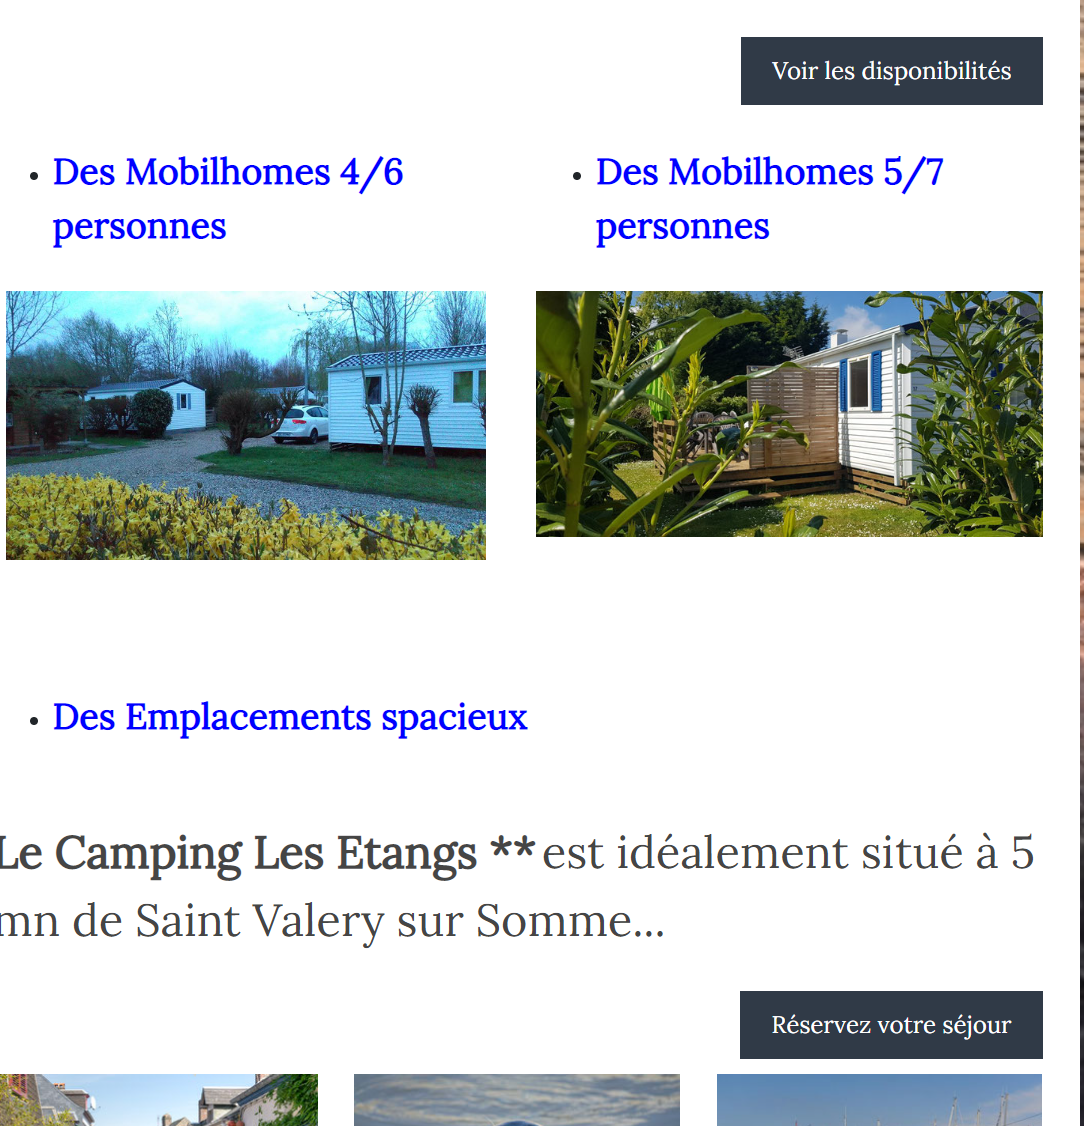 Voir les disponibilités
Des Mobilhomes 4/6
personnes
Des Mobilhomes 5/7
personnes
Des Emplacements spacieux
Le Camping Les Etangs ** est idéalement situé à 5
mn de Saint Valery sur Somme...
Réservez votre séjour